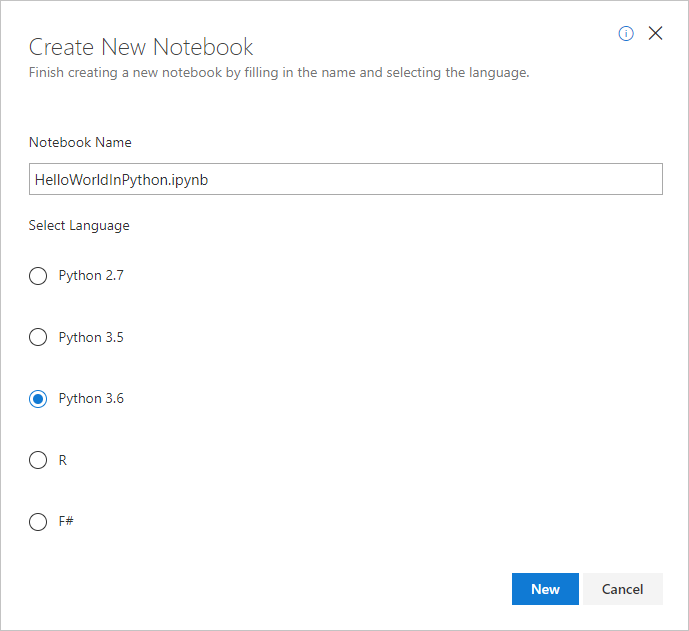 Create New Notebook
Finish creating a new notebook by filling in the name and selecting the language.
Notebook Name
HelloWorldInPython.ipynb
Select Language
Python 2.7
Python 3.5
Python 3.6
R
F#
New Cancel